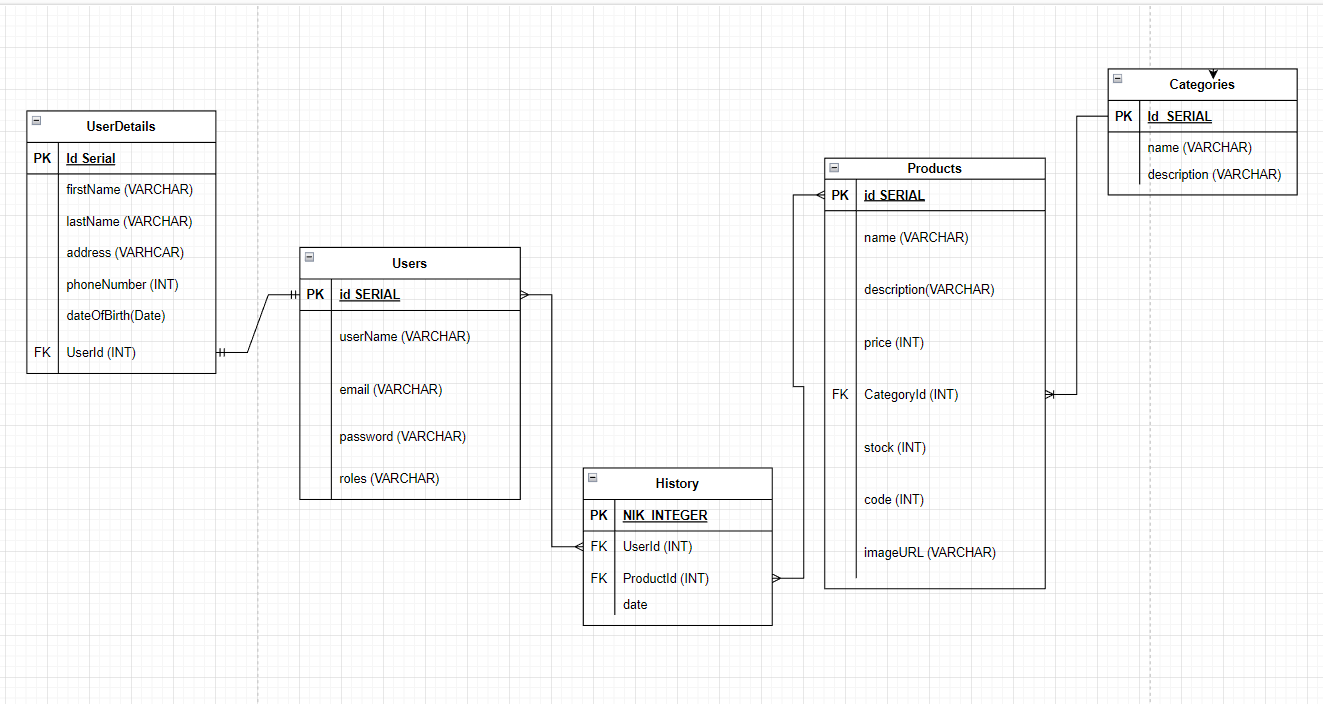 UserDetails
PK Id Serial
firstName (VARCHAR)
lastName (VARCHAR)
address (VARHCAR)
phoneNumber (INT)
dateOfBirth(Date)
FK UserId (INT)
Users
PK id SERIAL
userName (VARCHAR)
email (VARCHAR)
password (VARCHAR)
roles (VARCHAR)
History
PK NIK INTEGER
FK UserId (INT)
FK ProductId (INT)
date
Products
PK id SERIAL
name (VARCHAR)
description(VARCHAR)
price (INT)
FK CategoryId (INT)
stock (INT)
code (INT)
imageURL (VARCHAR)
Categories
PK Id SERIAL
name (VARCHAR)
description (VARCHAR)